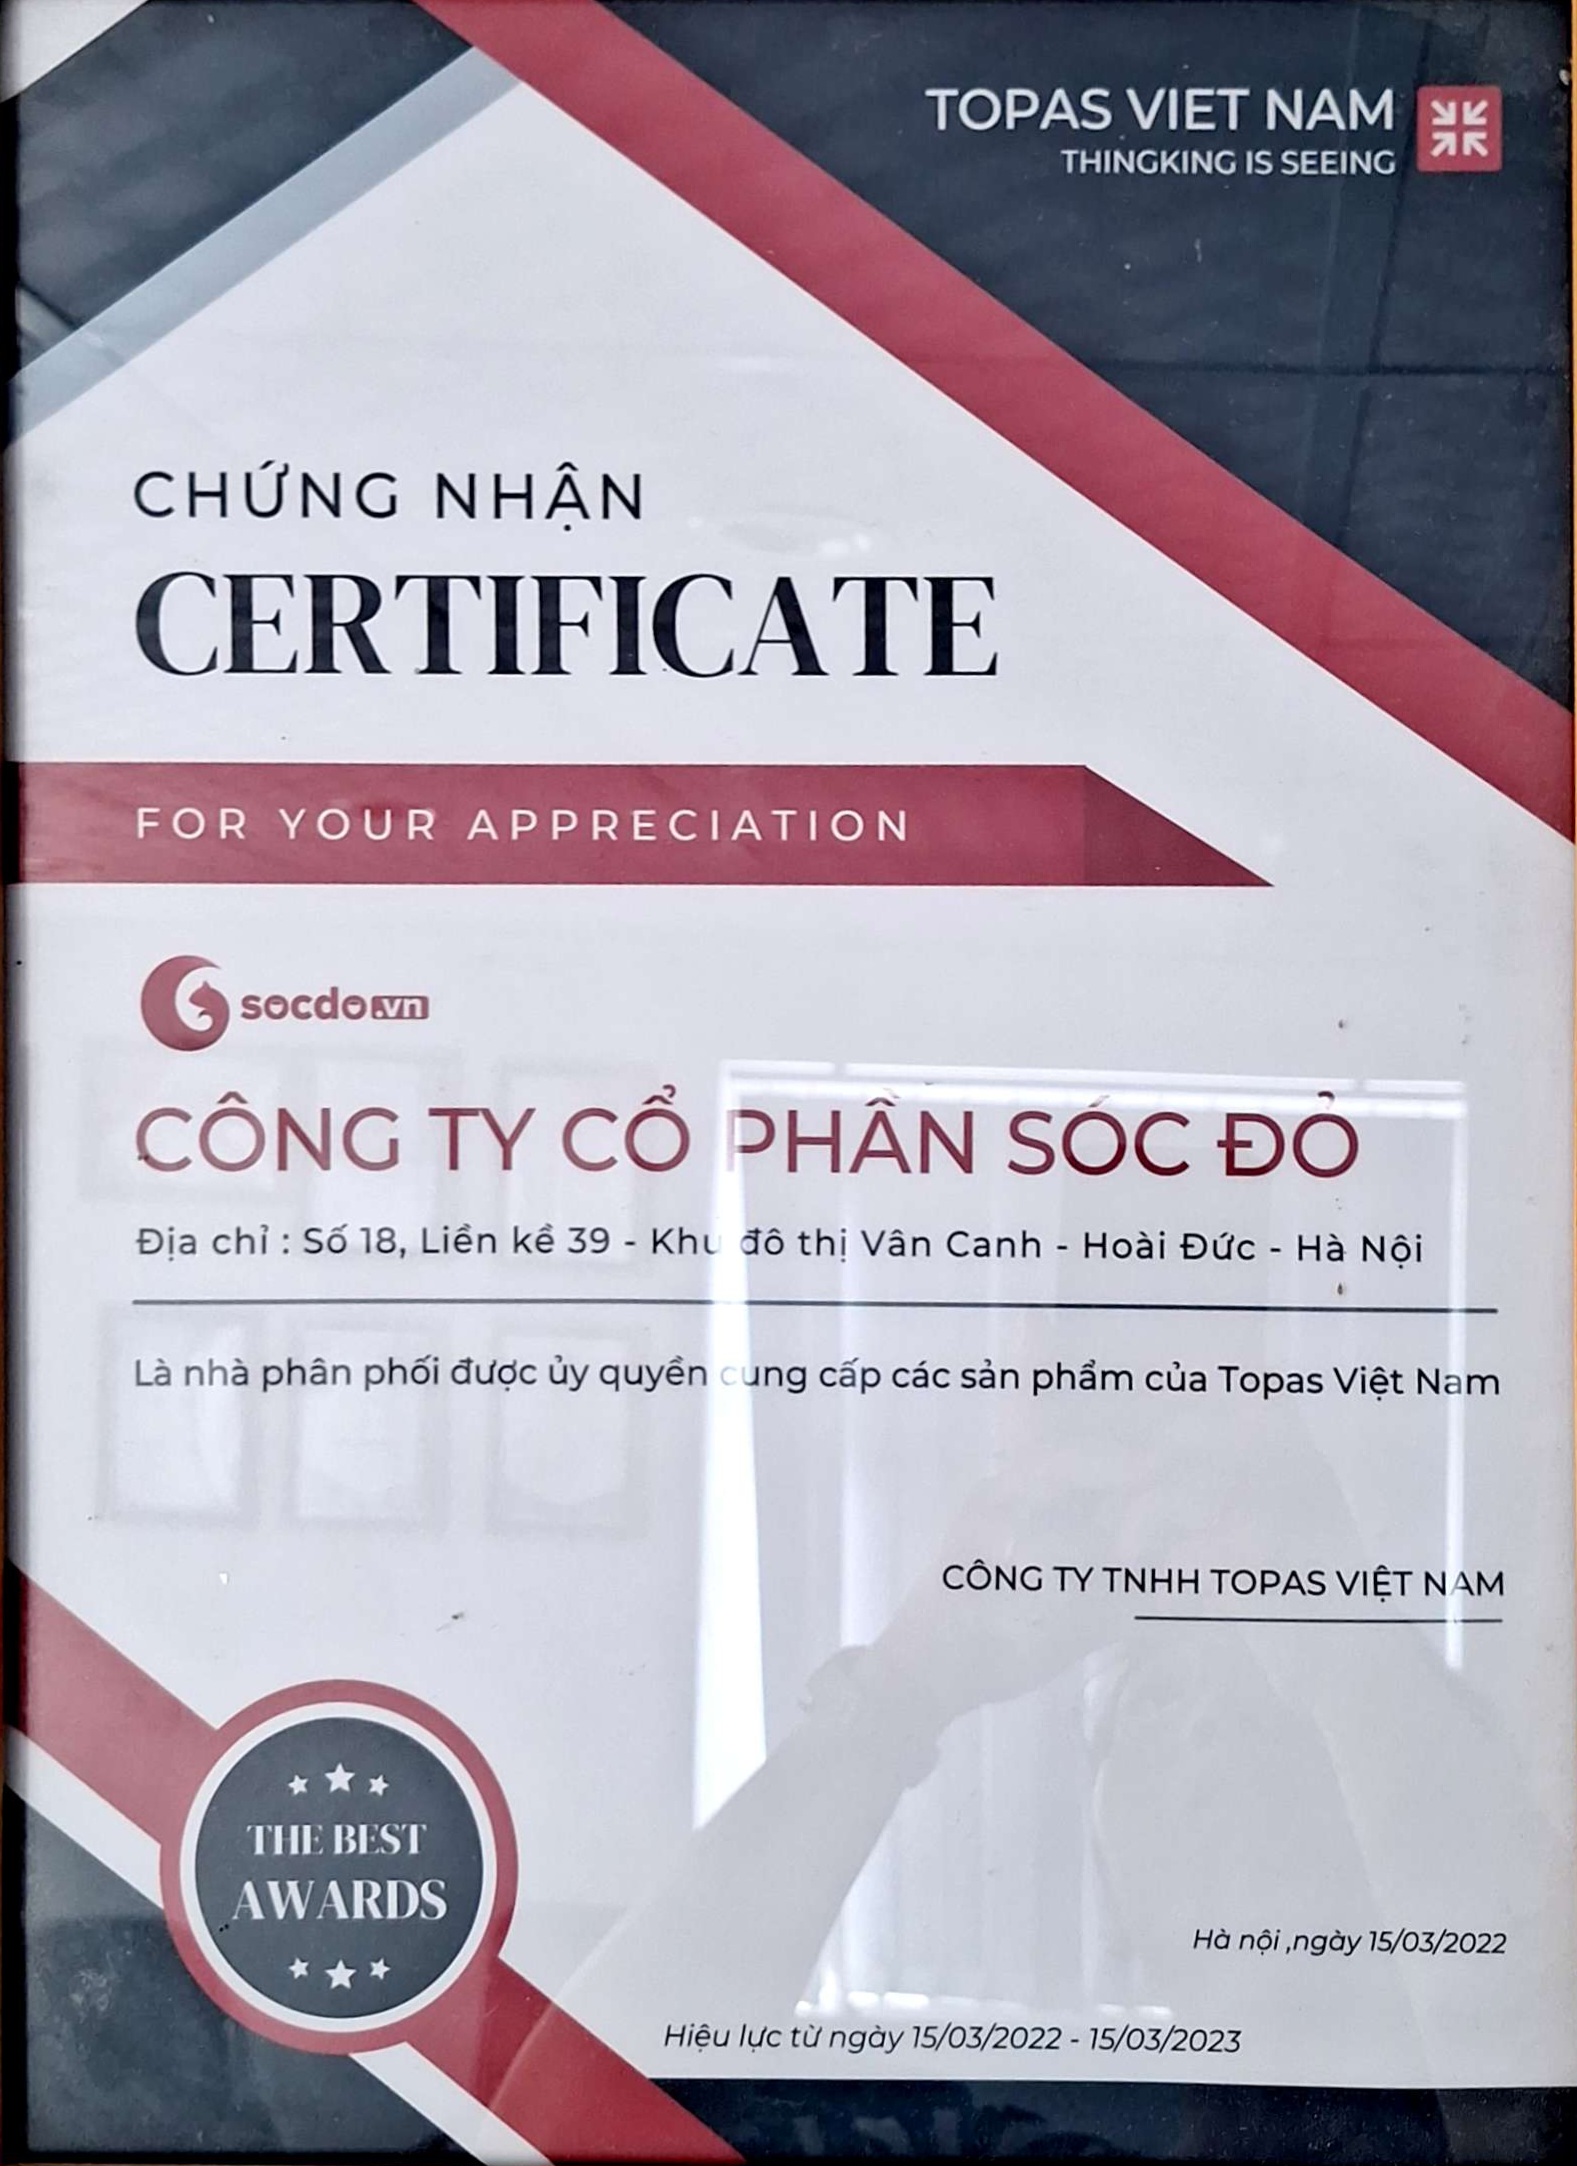 TOPAS VIET NAM
THINGKING IS SEEING
CHỨNG NHẬN
CERTIFICATE
FOR YOUR APPRECIATION
socdo.vn
CÔNG TY CỔ PHẦN SÓC ĐỎ
Địa chỉ : Số 18, Liền kề 39 - Khu đô thị Vân Canh - Hoài Đức - Hà Nội
Là nhà phân phối được ủy quyền cung cấp các sản phẩm của Topas Việt Nam
CÔNG TY TNHH TOPAS VIỆT NAM
THE BEST
AWARDS
Hà nội ,ngày 15/03/2022
Hiệu lực từ ngày 15/03/2022 - 15/03/2023